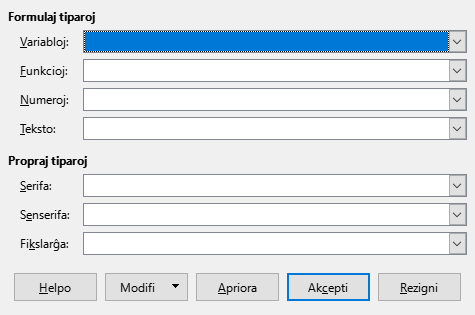 Formulaj tiparoj
Variabloj:
Funkcioj:
Numeroj:
Teksto:
Propraj tiparoj
Serifa:
Senserifa:
Fikslarĝa:
Helpo Modifi Apriora Akcepti Rezigni